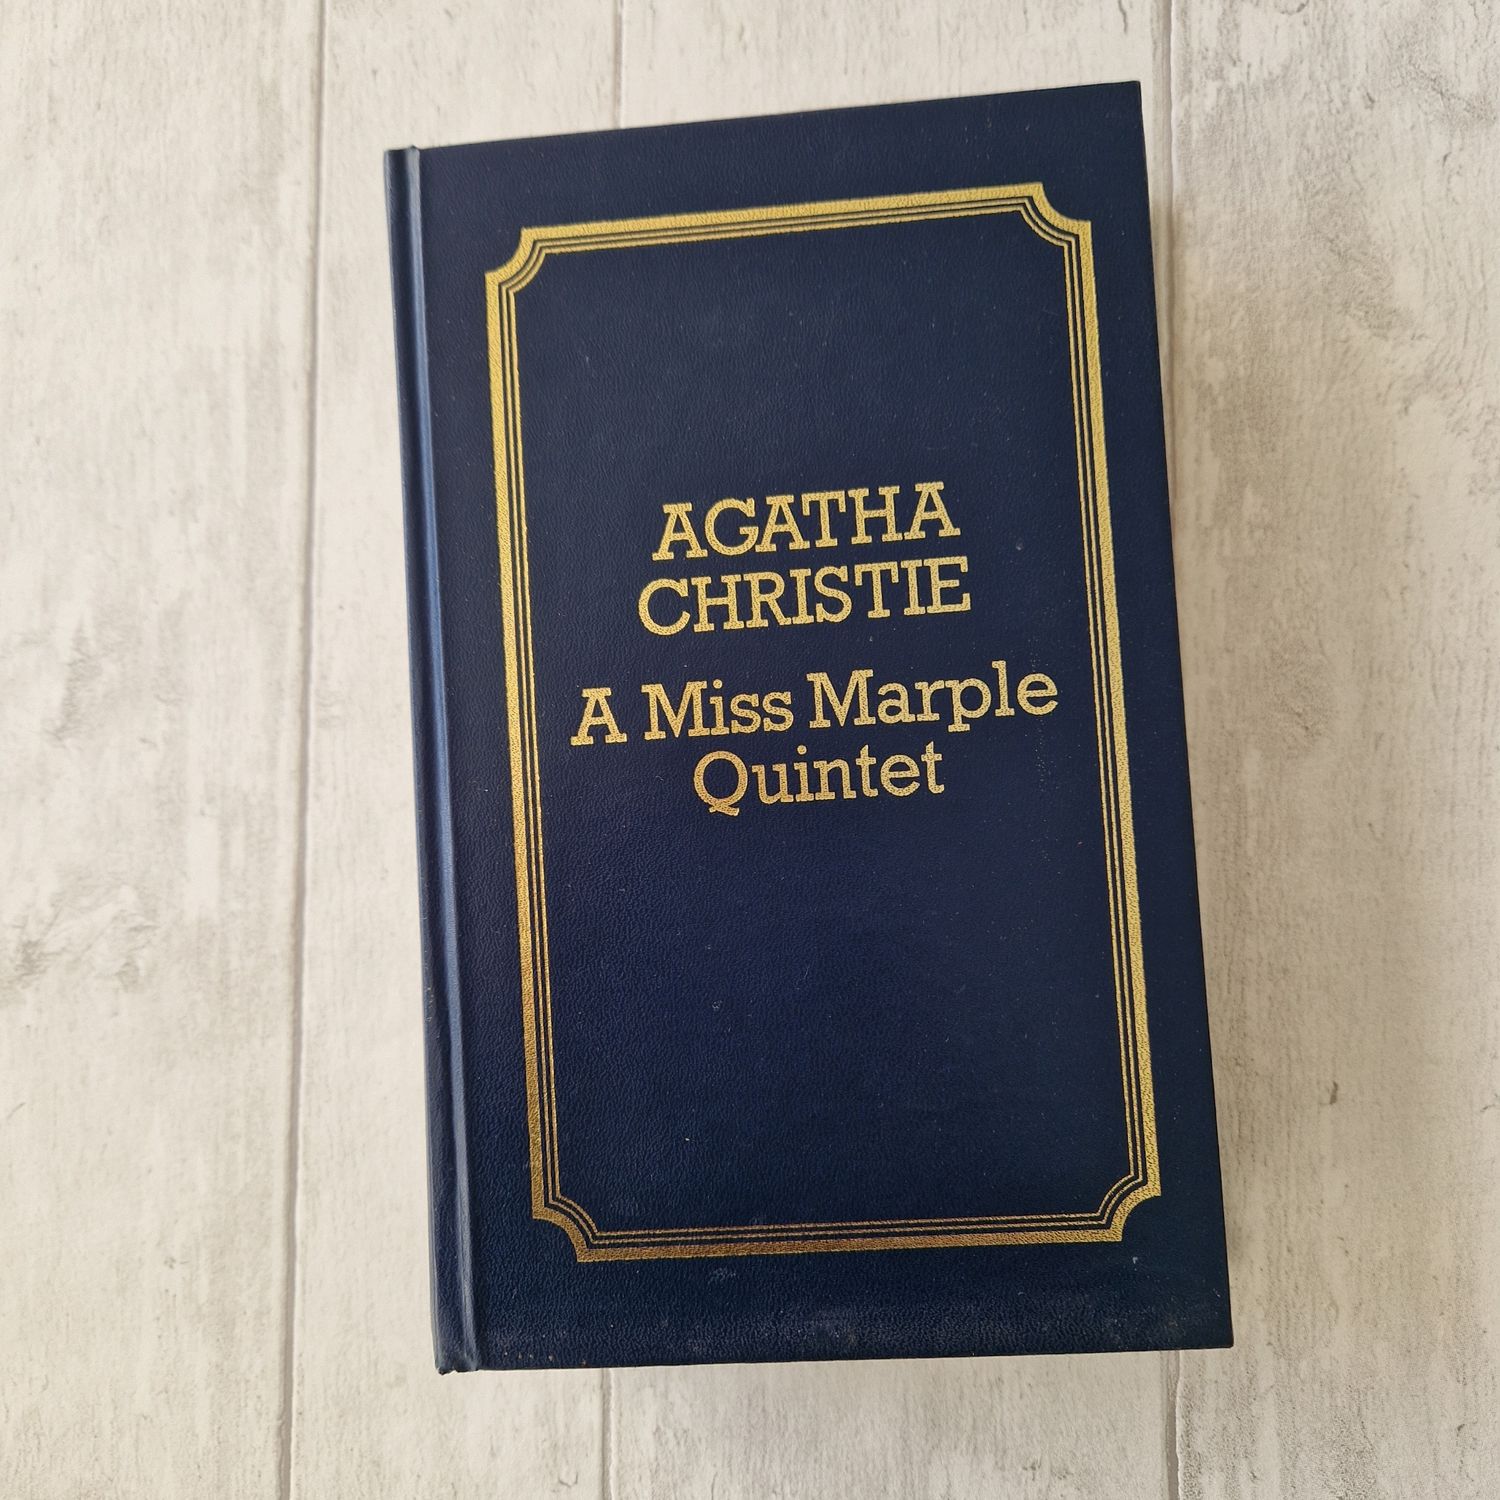 AGATHA
CHRISTIE
A Miss Marple
Quintet